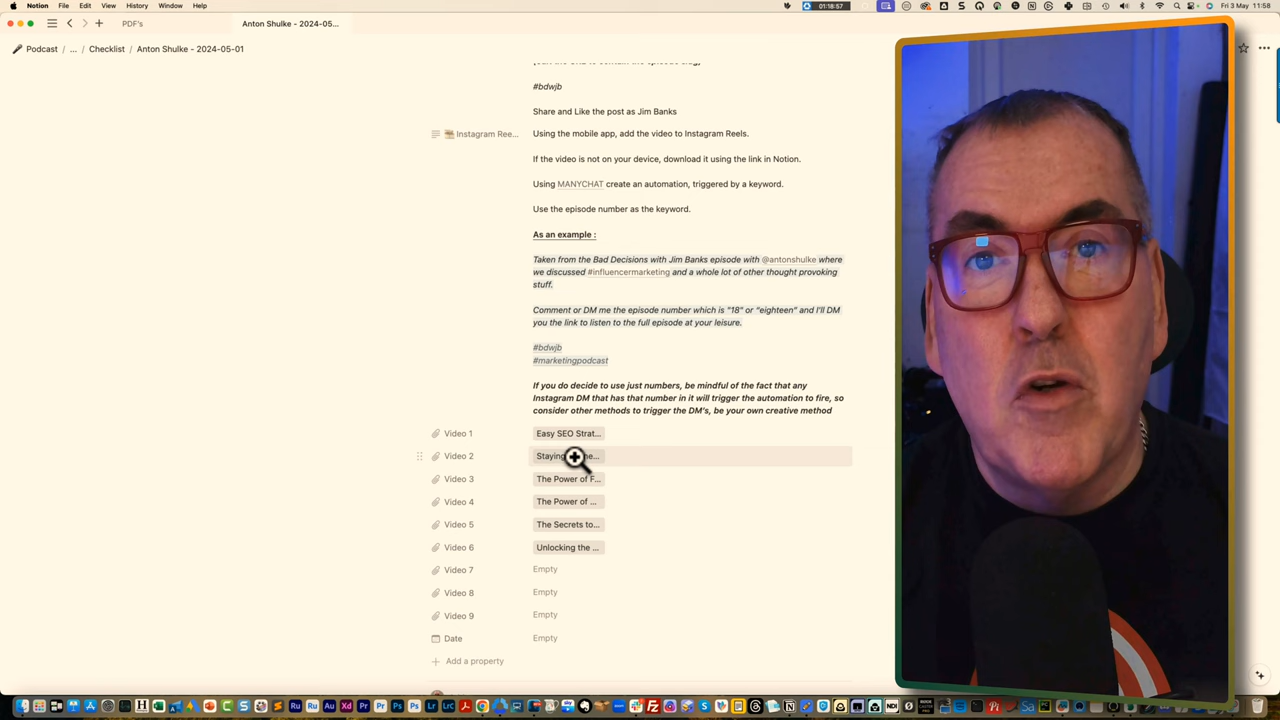 Notion File Edit View History Window Help 01:18:57 Fri 3 May 11:58
PDF's Anton Shulke - 2024-05...
Podcast / ... / Checklist / Anton Shulke - 2024-05-01
#bdwjb
Share and Like the post as Jim Banks
Instagram Ree... Using the mobile app, add the video to Instagram Reels.
If the video is not on your device, download it using the link in Notion.
Using MANYCHAT create an automation, triggered by a keyword.
Use the episode number as the keyword.
As an example :
Taken from the Bad Decisions with Jim Banks episode with @antonshulke where
we discussed #influencermarketing and a whole lot of other thought provoking
stuff.
Comment or DM me the episode number which is "18" or "eighteen" and I'll DM
you the link to listen to the full episode at your leisure.
#bdwjb
#marketingpodcast
If you do decide to use just numbers, be mindful of the fact that any
Instagram DM that has that number in it will trigger the automation to fire, so
consider other methods to trigger the DM's, be your own creative method
Video 1 Easy SEO Strat...
Video 2 Staying
Video 3 The Power of F...
Video 4 The Power of ...
Video 5 The Secrets to...
Video 6 Unlocking the ...
Video 7 Empty
Video 8 Empty
Video 9 Empty
Date Empty
+ Add a property